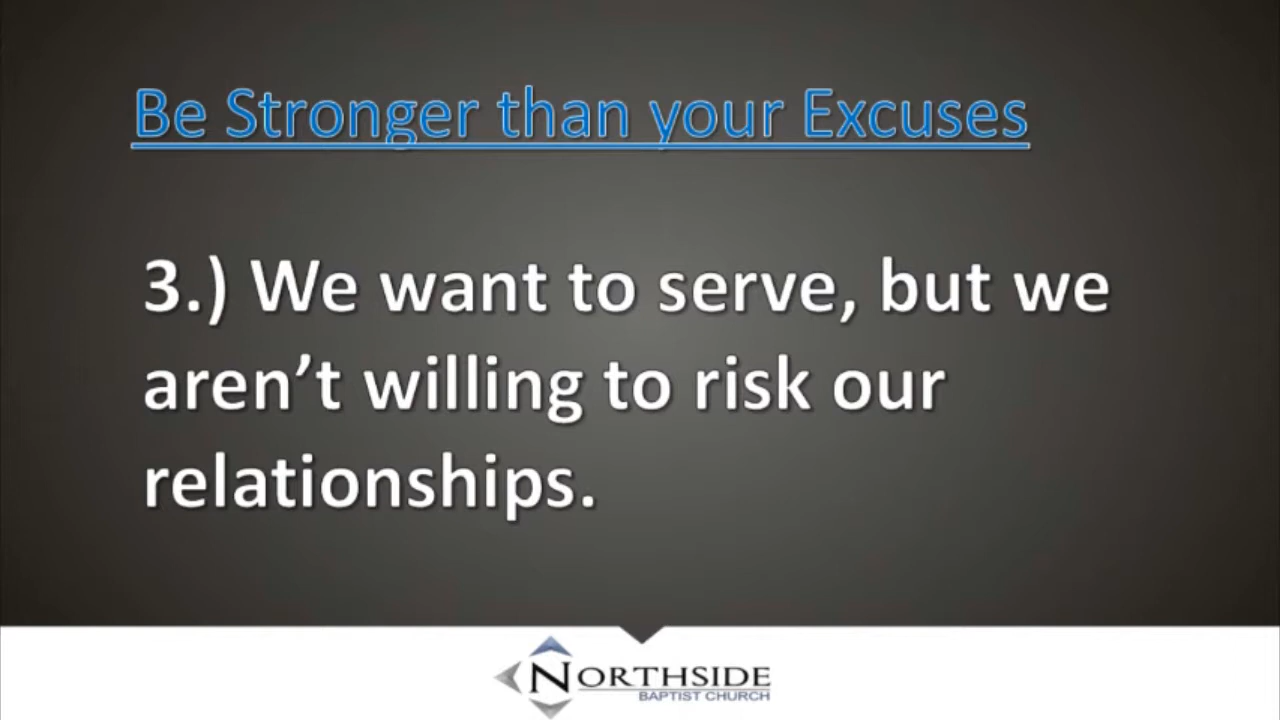 Be Stronger than your Excuses
3.) We want to serve, but we
aren’t willing to risk our
relationships.
NORTHSIDE
BAPTIST CHURCH